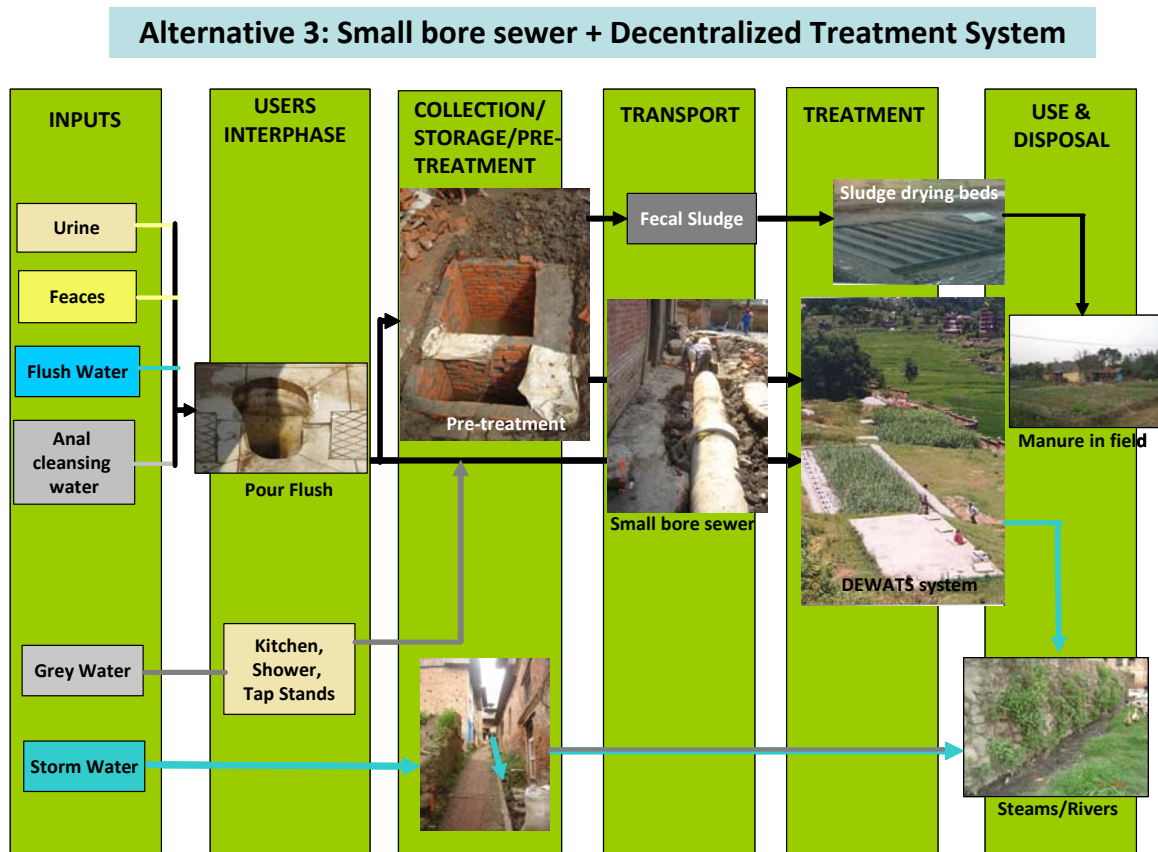 Alternative 3: Small bore sewer + Decentralized Treatment System
INPUTS
USERS
INTERPHASE
COLLECTION/
STORAGE/PRE-
TREATMENT
TRANSPORT
TREATMENT
USE &
DISPOSAL
Urine
Feaces
Flush Water
Anal
cleansing
water
Grey Water
Storm Water
Pour Flush
Kitchen,
Shower,
Tap Stands
Pre-treatment
Fecal Sludge
Small bore sewer
Sludge drying beds
DEWATS system
Manure in field
Steams/Rivers